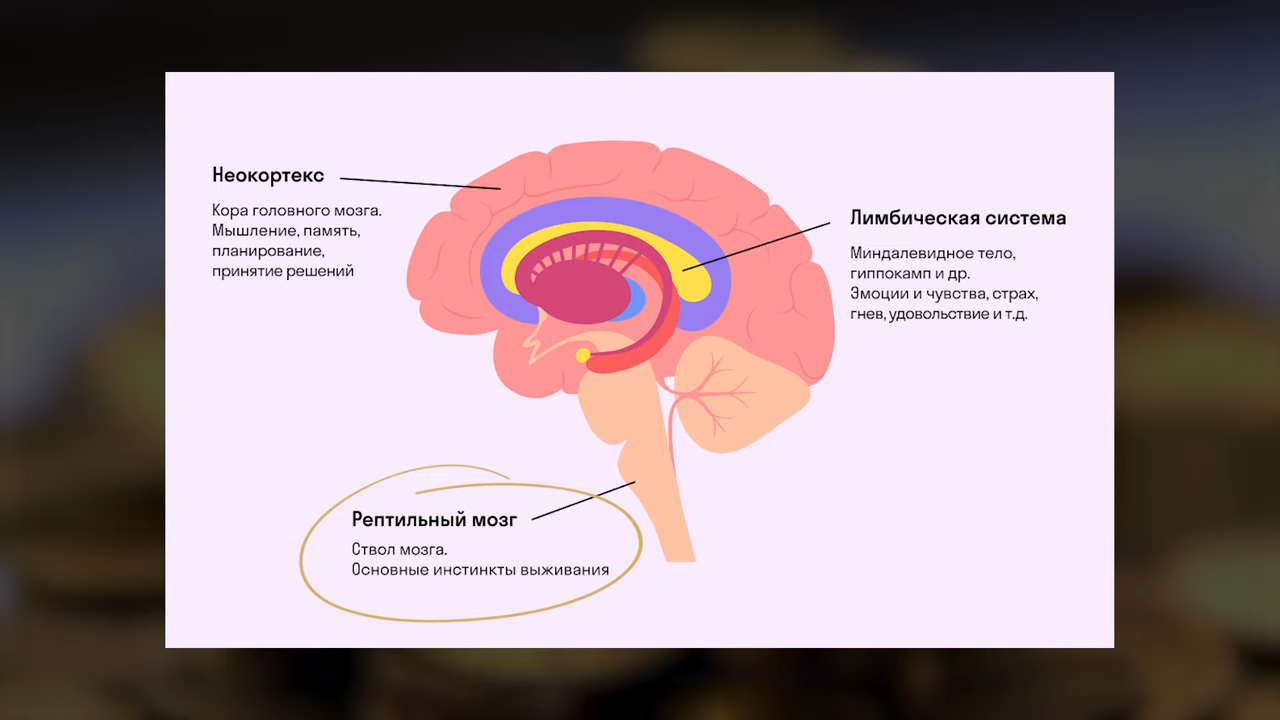 Неокортекс
Кора головного мозга.
Мышление, память,
планирование,
принятие решений
Лимбическая система
Миндалевидное тело,
гиппокамп и др.
Эмоции и чувства, страх,
гнев, удовольствие и т.д.
Рептильный мозг
Ствол мозга.
Основные инстинкты выживания